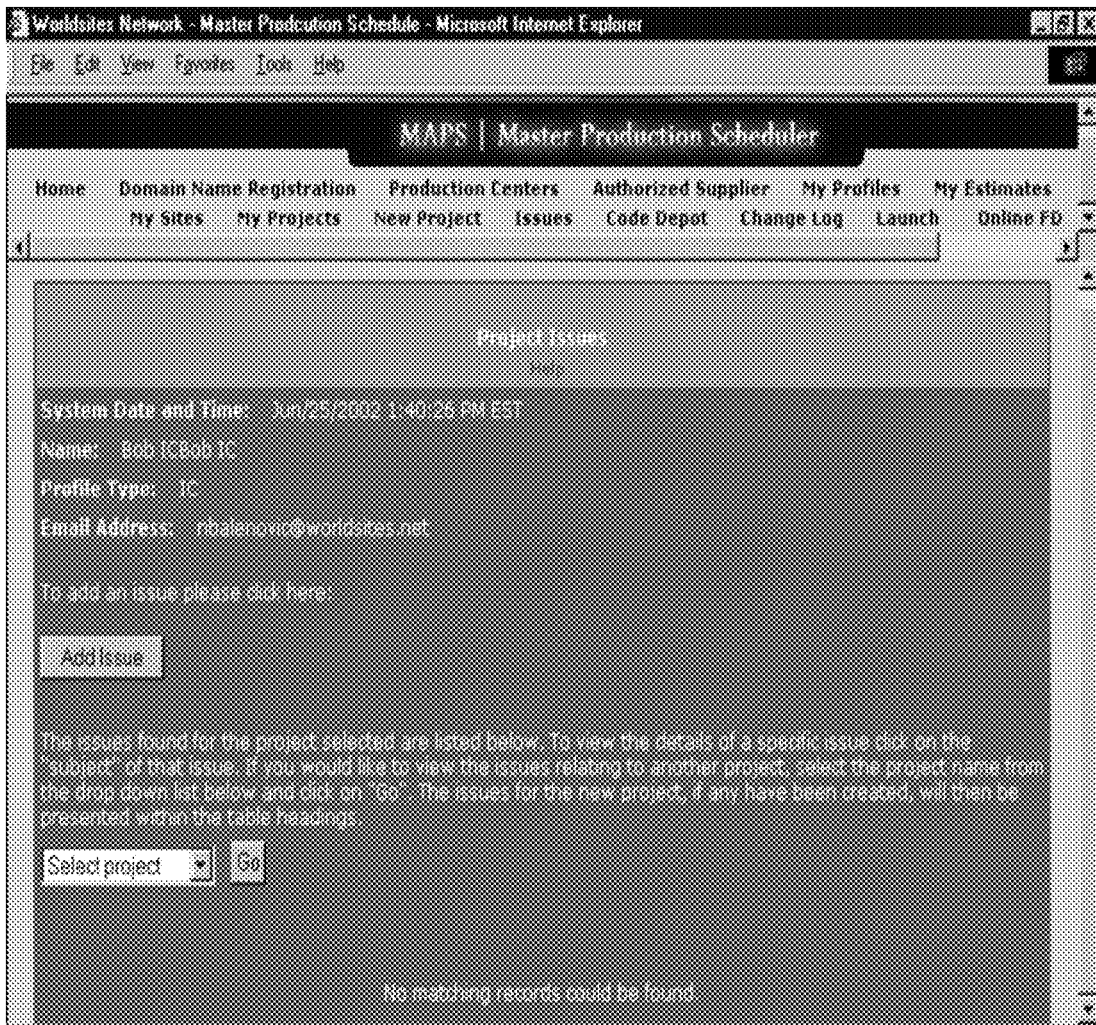 Worldsites Network - Master Prodcution Schedule - Microsoft Internet Explorer
File Edit View Favorites Tools Help
MAPS | Master Production Scheduler
Home Domain Name Registration Production Centers Authorized Supplier My Profiles My Estimates
My Sites My Projects New Project Issues Code Depot Change Log Launch Online FD
Project Issues
Help
System Date and Time: Jun/25/2002 1:40:25 PM EST
Name: Bob ICBob IC
Profile Type: IC
Email Address: nbalenovic@worldsites.net
To add an issue please click here:
Add Issue
The issues found for the project selected are listed below. To view the details of a specific issue click on the
"subject" of that issue. If you would like to view the issues relating to another project, select the project name from
the drop down list below and click on "Go". The issues for the new project, if any have been created, will then be
presented within the table headings.
Select project Go
No matching records could be found.